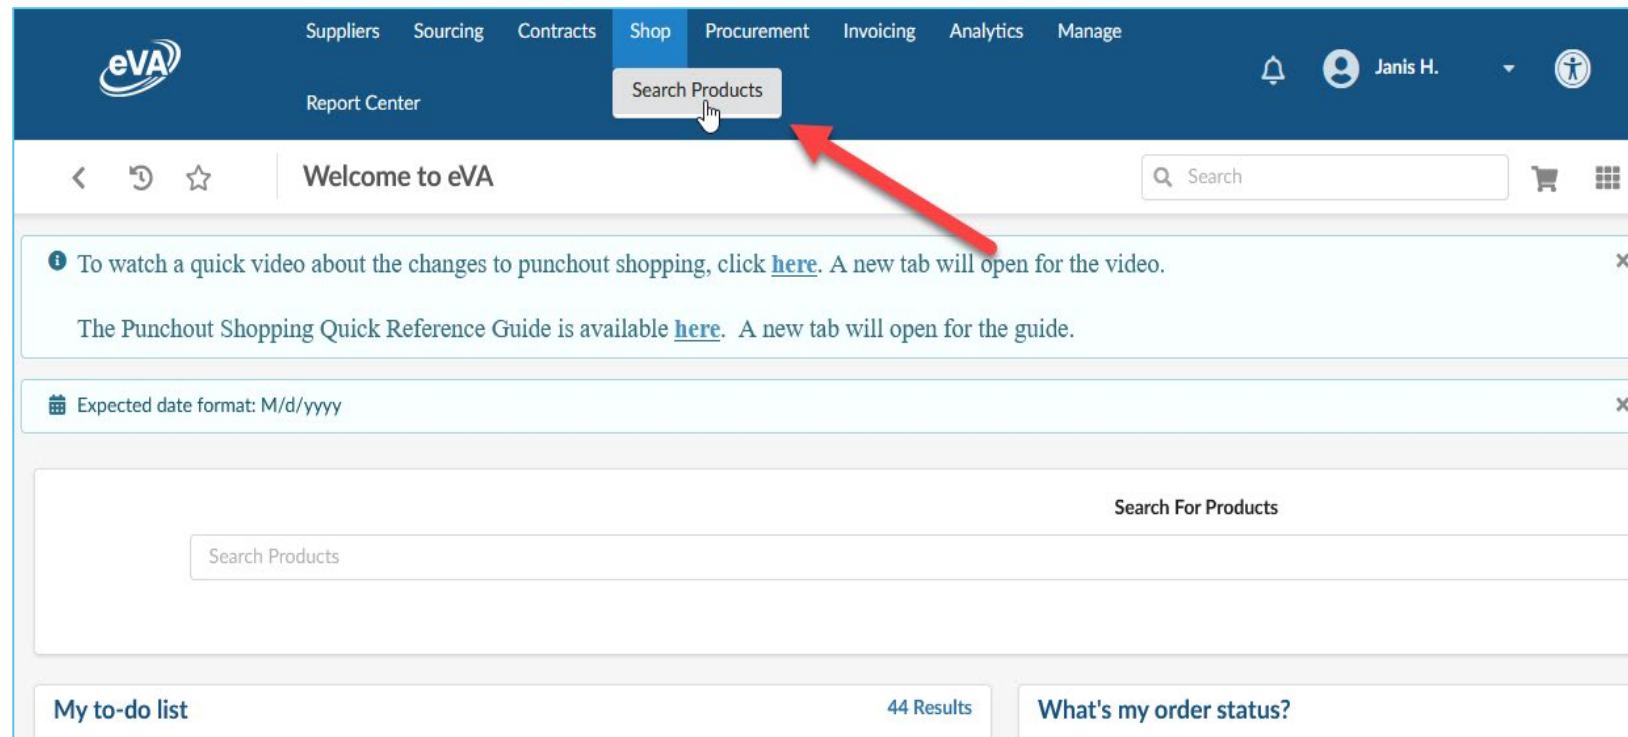 eVA
Suppliers Sourcing Contracts Shop Procurement Invoicing Analytics Manage
Report Center
Search Products
Janis H.
Welcome to eVA
Search
To watch a quick video about the changes to punchout shopping, click here. A new tab will open for the video.
The Punchout Shopping Quick Reference Guide is available here. A new tab will open for the guide.
Expected date format: M/d/yyyy
Search For Products
Search Products
My to-do list
44 Results
What's my order status?